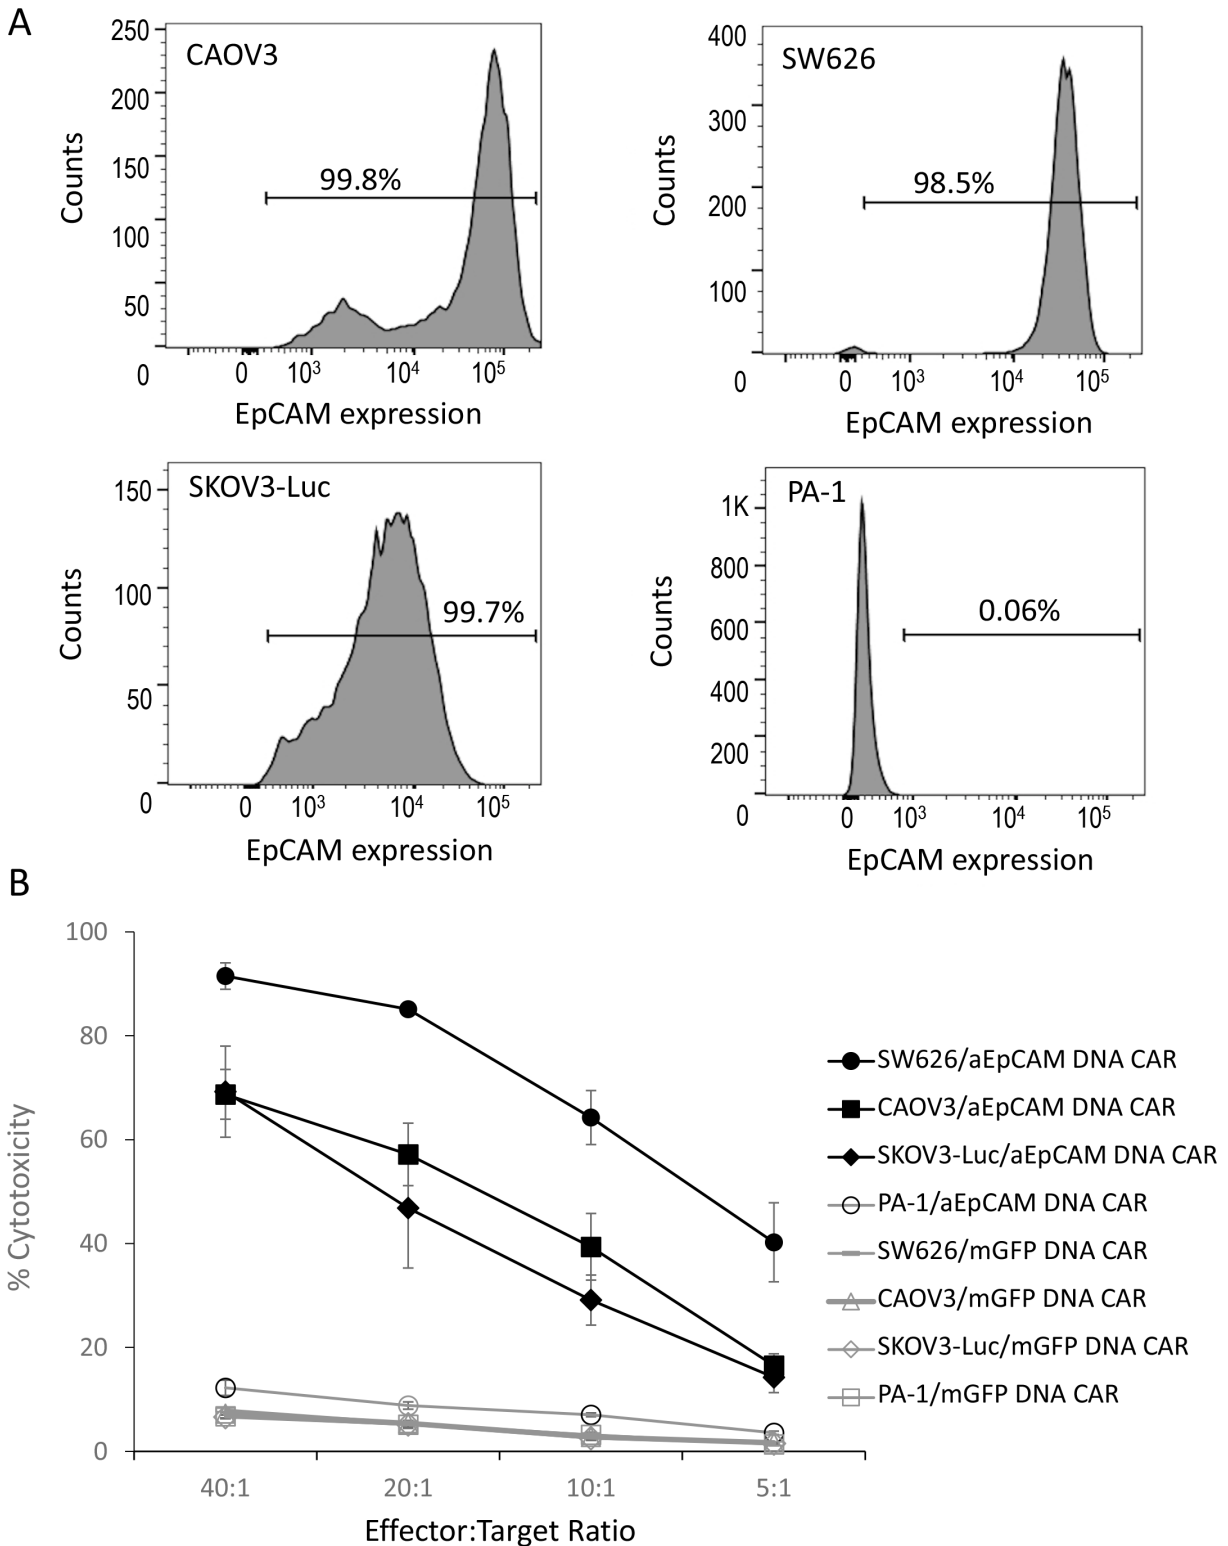 A
CAOV3
250
200
150
100
50
0
Counts
99.8%
0 10³ 10⁴ 10⁵
EpCAM expression
SW626
400
300
200
100
0
Counts
98.5%
0 10³ 10⁴ 10⁵
EpCAM expression
SKOV3-Luc
150
100
50
0
Counts
99.7%
0 10³ 10⁴ 10⁵
EpCAM expression
PA-1
1K
800
600
400
200
0
Counts
0.06%
0 10³ 10⁴ 10⁵
EpCAM expression
B
100
80
60
40
20
0
% Cytotoxicity
40:1 20:1 10:1 5:1
Effector:Target Ratio
SW626/aEpCAM DNA CAR
CAOV3/aEpCAM DNA CAR
SKOV3-Luc/aEpCAM DNA CAR
PA-1/aEpCAM DNA CAR
SW626/mGFP DNA CAR
CAOV3/mGFP DNA CAR
SKOV3-Luc/mGFP DNA CAR
PA-1/mGFP DNA CAR